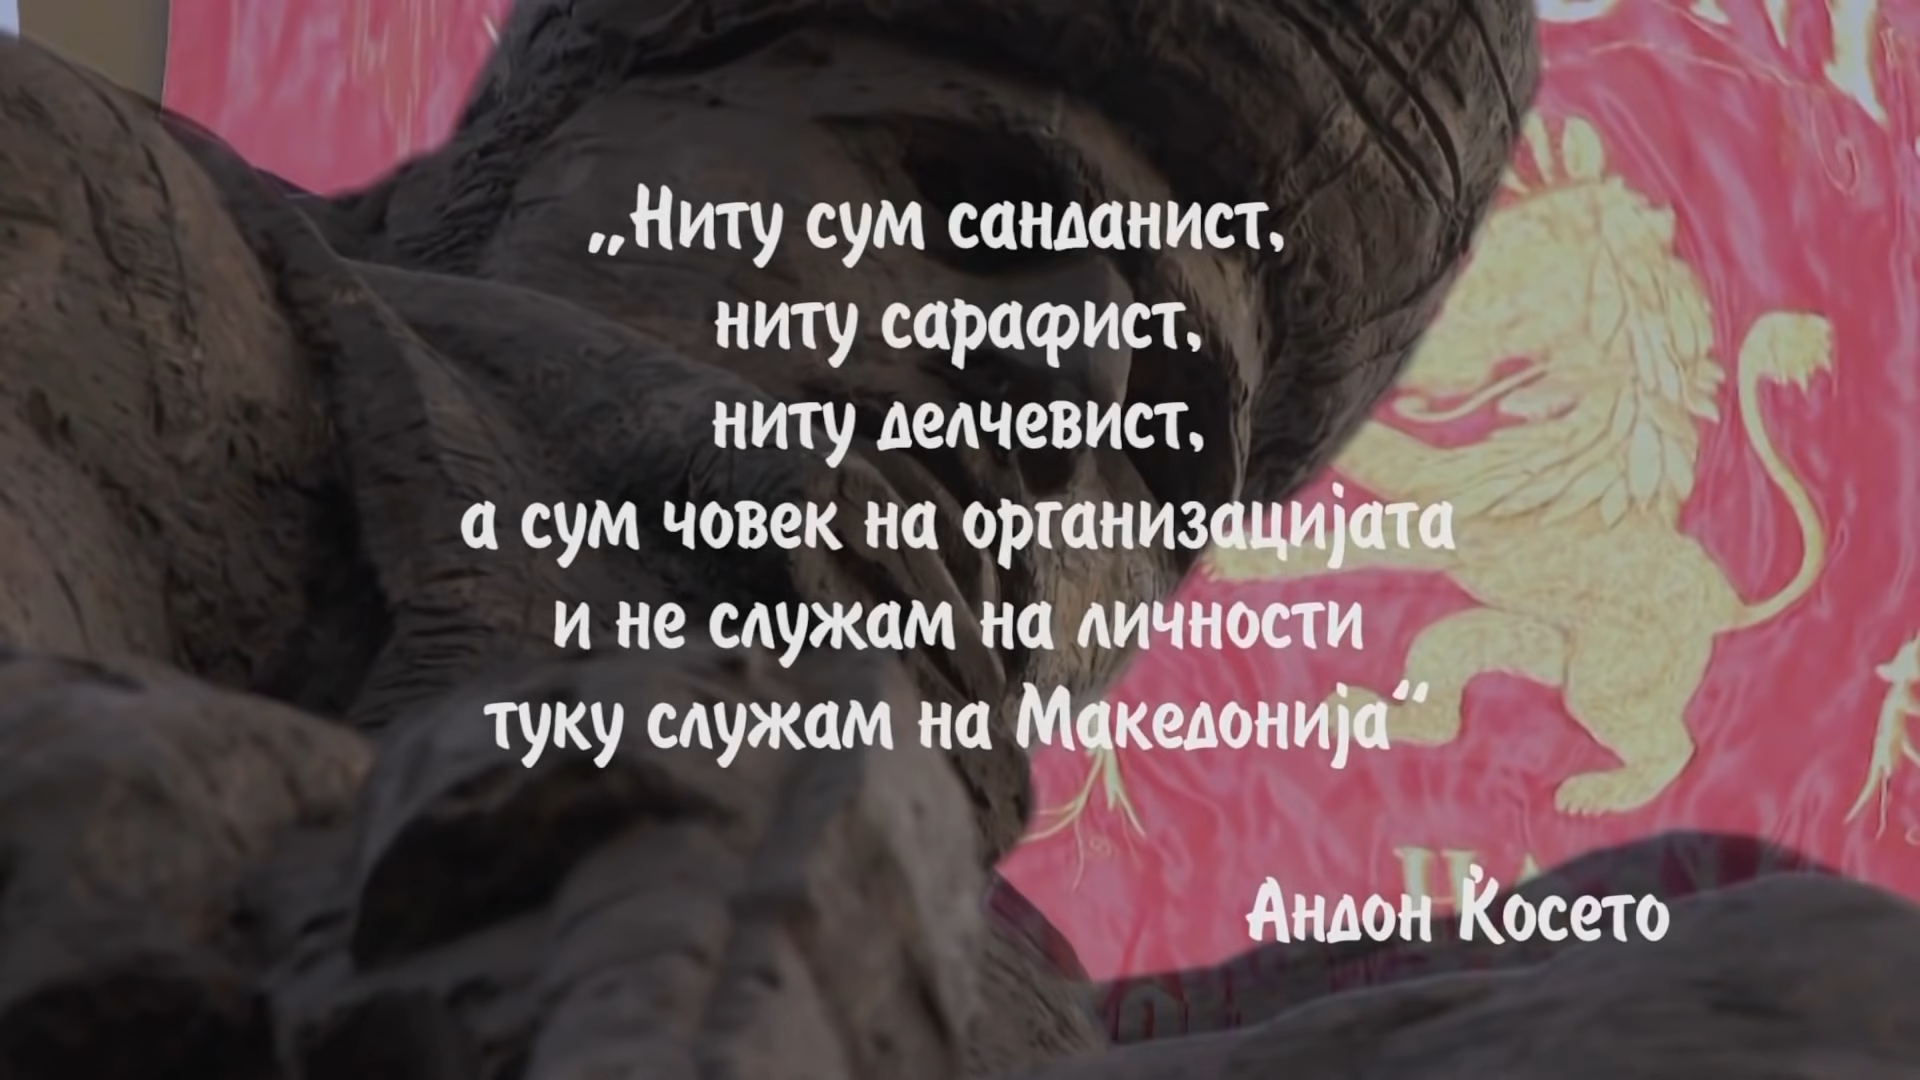 „Ниту сум санданист,
ниту сарафист,
ниту делчевист,
а сум човек на организацијата
и не служам на личности
туку служам на Македонија“
Андон Ќосето